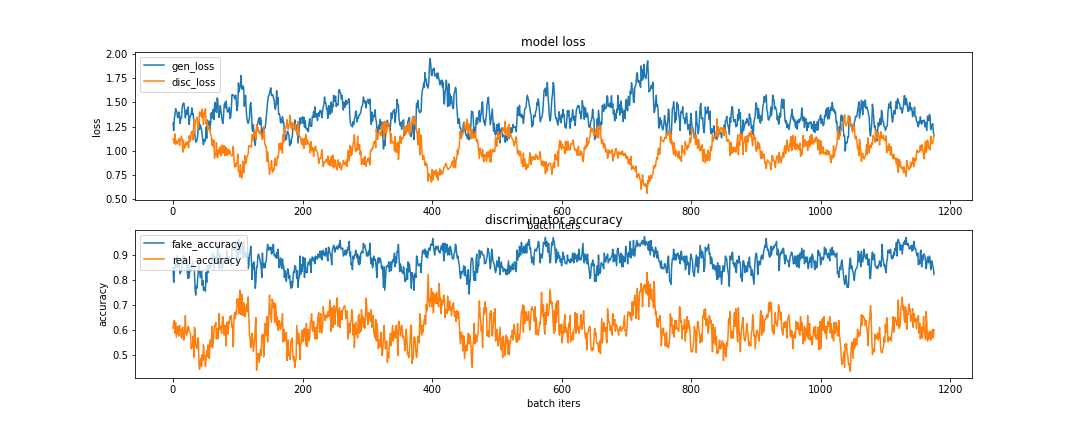 model loss
2.00
1.75
1.50
1.25
1.00
0.75
0.50
loss
gen_loss
disc_loss
0 200 400 600 800 1000 1200
batch iters
discriminator accuracy
0.9
0.8
0.7
0.6
0.5
accuracy
fake_accuracy
real_accuracy
0 200 400 600 800 1000 1200
batch iters